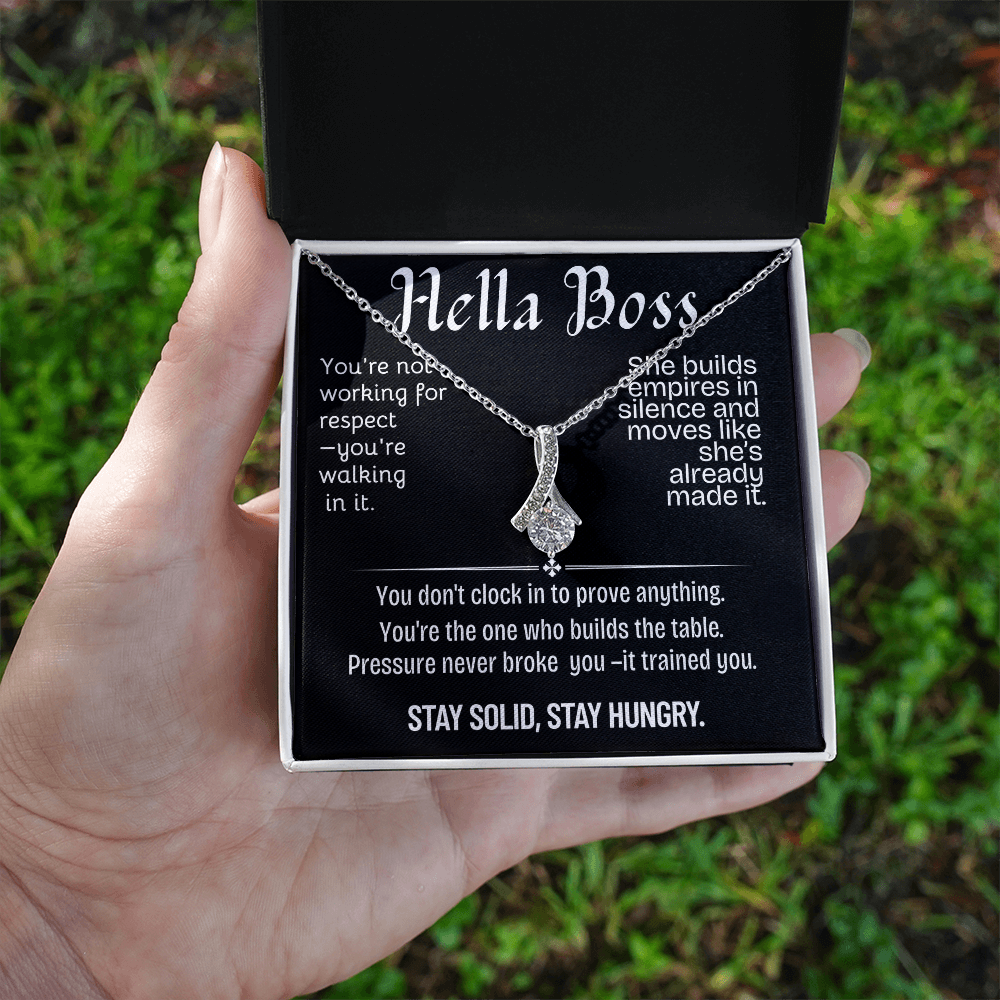 Hella Boss
You're not
working for
respect
—you're
walking
in it.
She builds
empires in
silence and
moves like
she's
already
made it.
You don't clock in to prove anything.
You're the one who builds the table.
Pressure never broke  you –it trained you.
STAY SOLID, STAY HUNGRY.